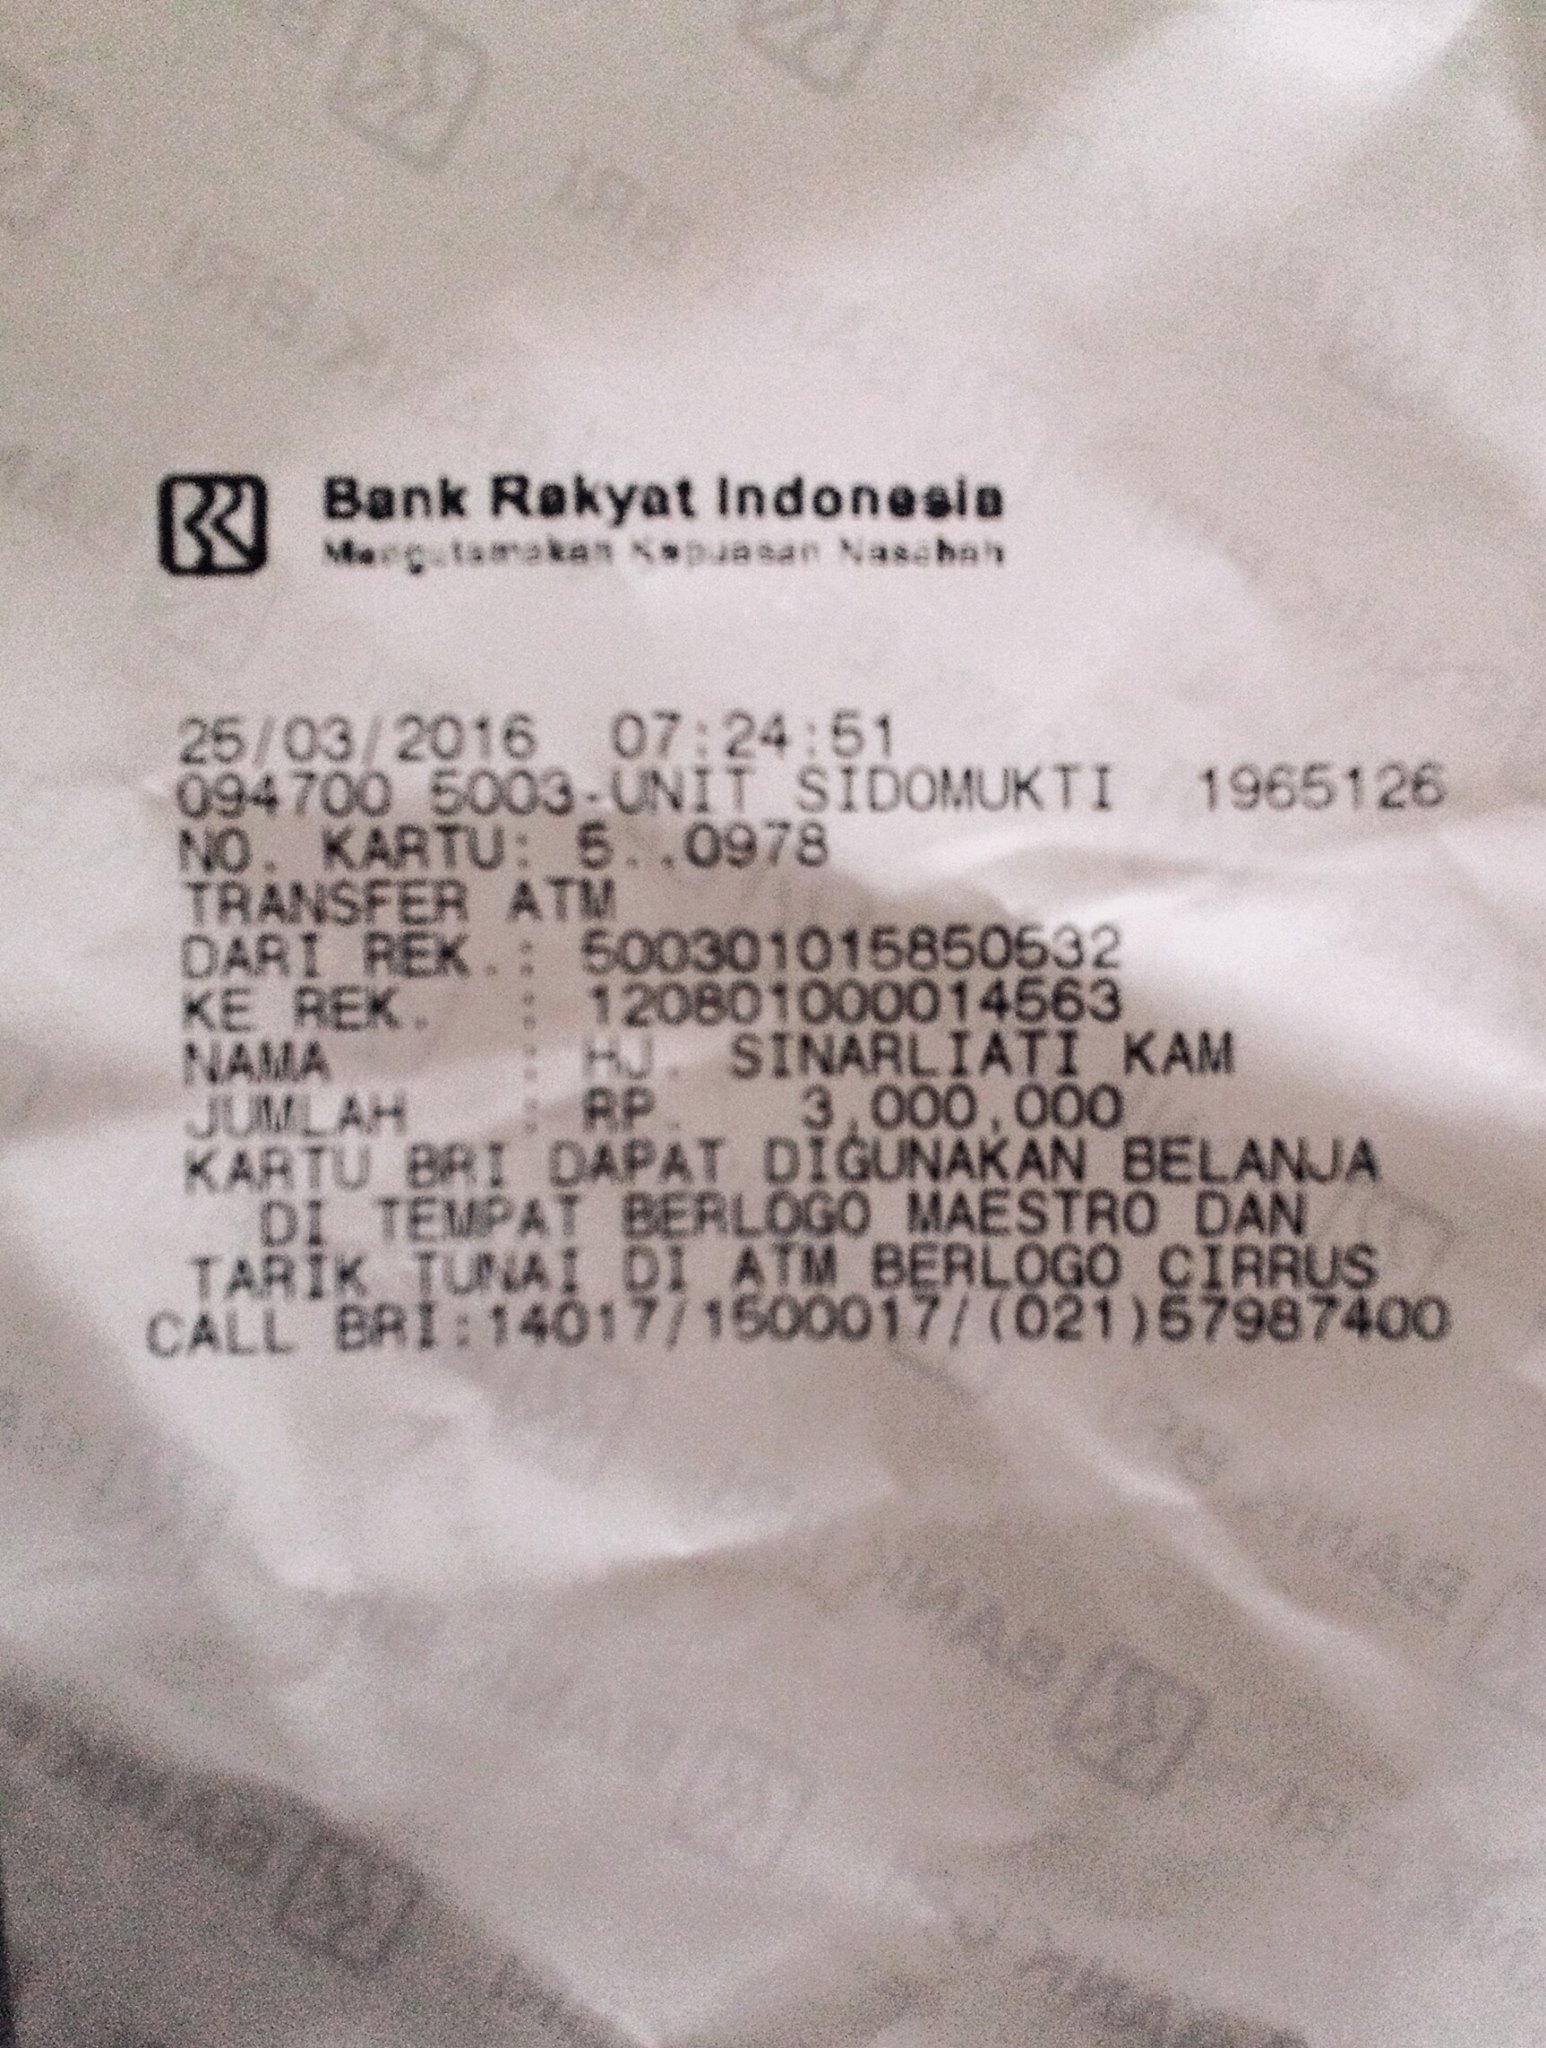 Bank Rakyat Indonesia
Mengutamakan Kepuasan Nasabah
25/03/2016 07:24:51
094700 5003-UNIT SIDOMUKTI 1965126
NO. KARTU: 5..0978
TRANSFER ATM
DARI REK.: 500301015850532
KE REK. : 120801000014563
NAMA : HJ. SINARLIATI KAM
JUMLAH : RP. 3,000,000
KARTU BRI DAPAT DIGUNAKAN BELANJA
DI TEMPAT BERLOGO MAESTRO DAN
TARIK TUNAI DI ATM BERLOGO CIRRUS
CALL BRI:14017/1500017/(021)57987400